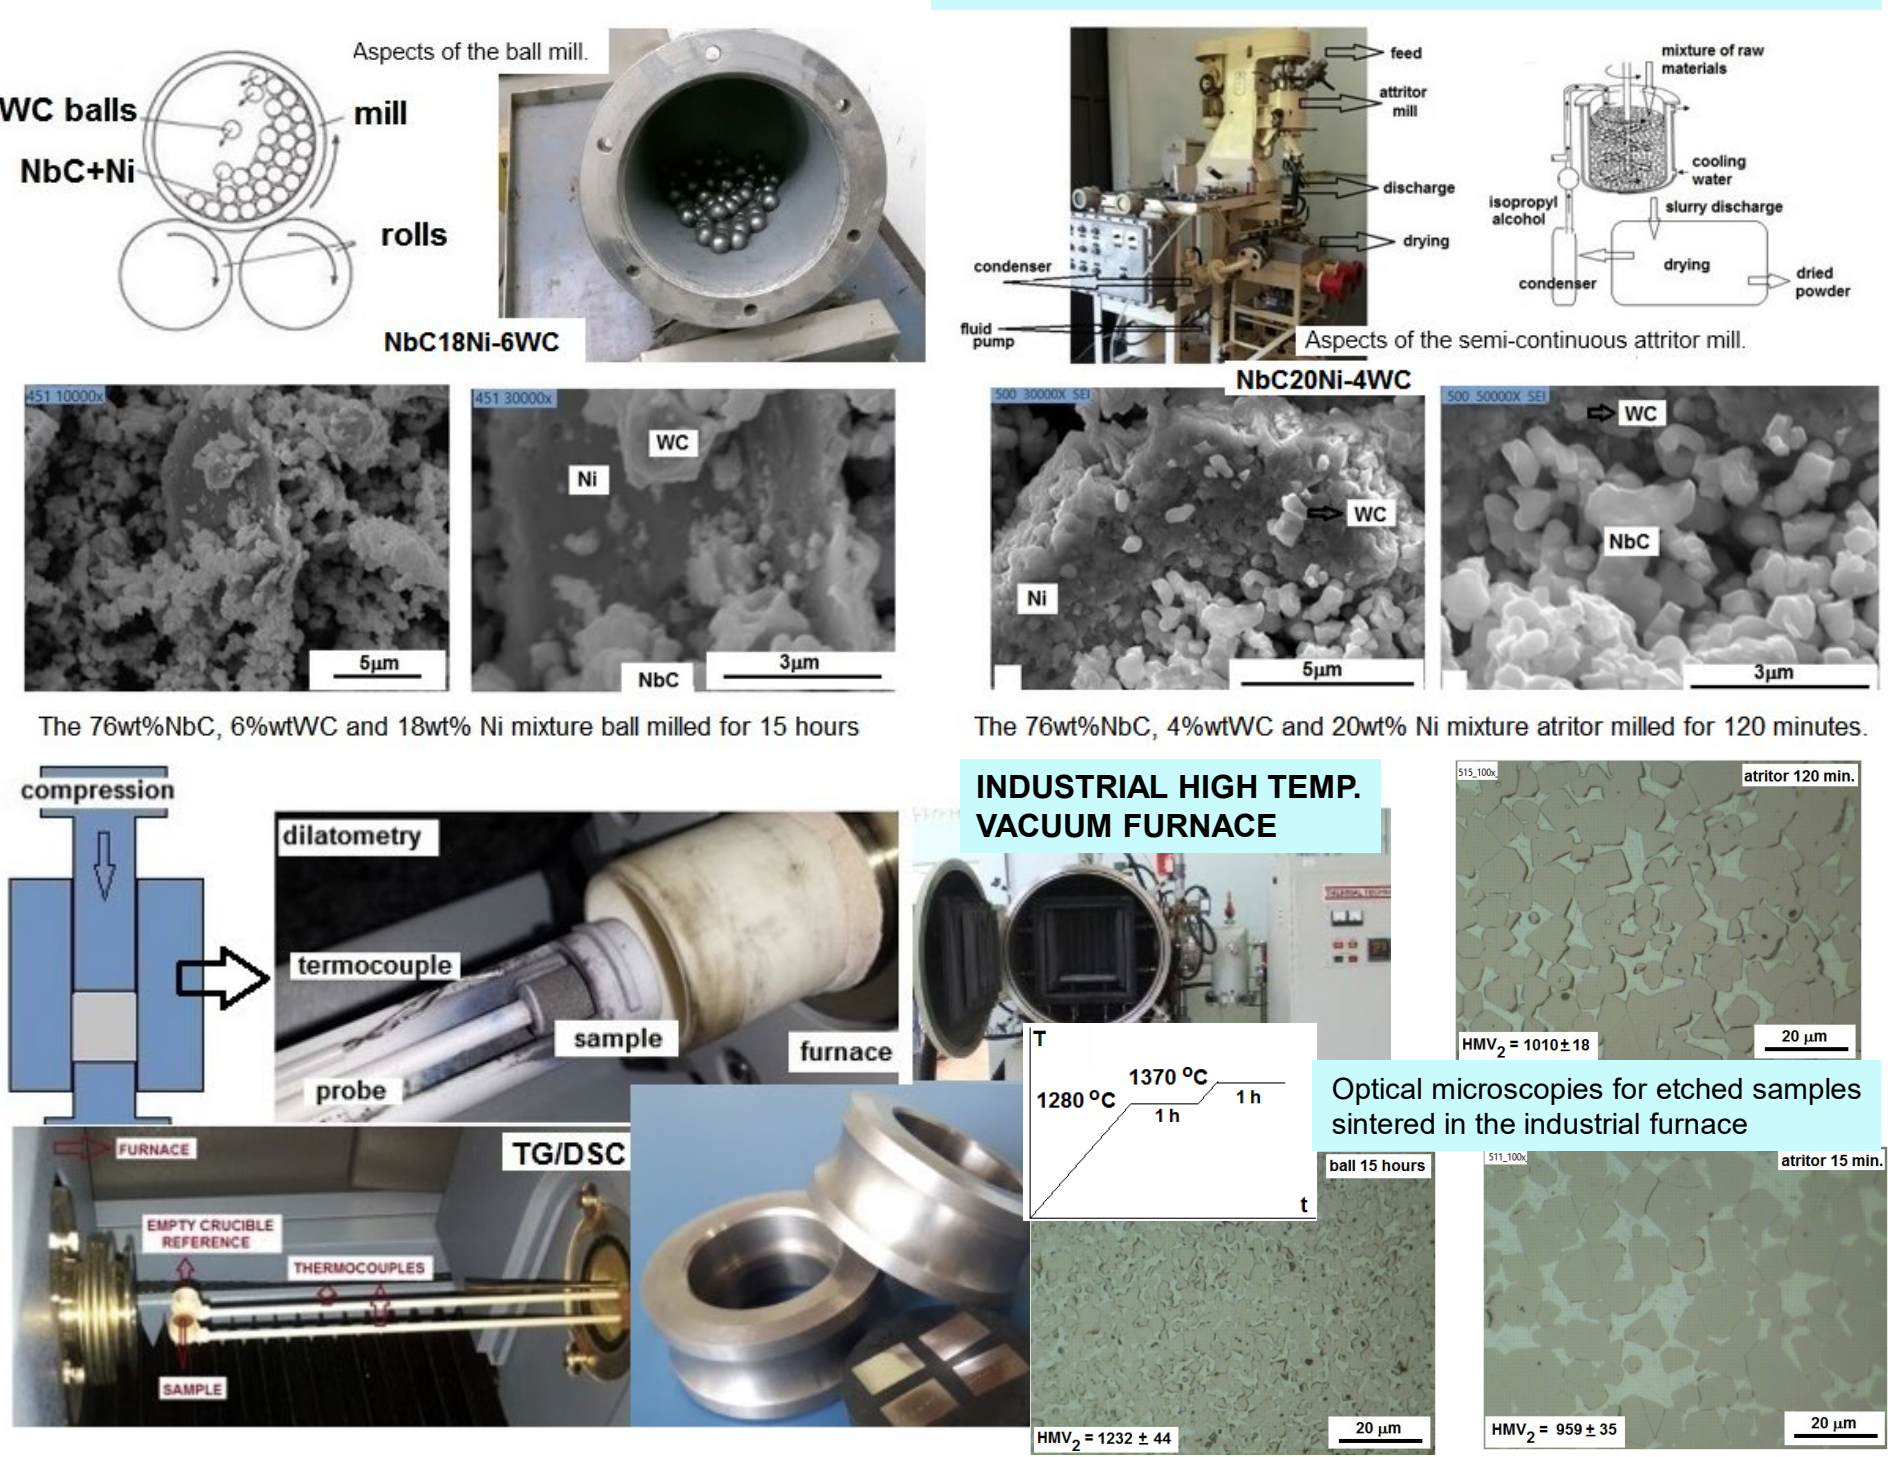 Aspects of the ball mill.
WC balls
mill
NbC+Ni
rolls
NbC18Ni-6WC
feed
attritor
mill
discharge
drying
condenser
fluid
pump
mixture of raw
materials
cooling
water
isopropyl
alcohol
slurry discharge
drying
condenser
dried
powder
Aspects of the semi-continuous attritor mill.
NbC20Ni-4WC
451 10000x
5μm
451 30000x
WC
Ni
NbC
3μm
500 30000X SEI
WC
Ni
5μm
500 50000X SEI
WC
NbC
3μm
The 76wt%NbC, 6%wtWC and 18wt% Ni mixture ball milled for 15 hours
The 76wt%NbC, 4%wtWC and 20wt% Ni mixture atritor milled for 120 minutes.
compression
dilatometry
termocouple
sample
furnace
probe
INDUSTRIAL HIGH TEMP.
VACUUM FURNACE
T
1370 °C
1280 °C
1 h
1 h
t
515_100x
atritor 120 min.
HMV2 = 1010 ± 18
20 μm
Optical microscopies for etched samples
sintered in the industrial furnace
FURNACE
TG/DSC
EMPTY CRUCIBLE
REFERENCE
THERMOCOUPLES
SAMPLE
ball 15 hours
HMV2 = 1232 ± 44
20 μm
511_100x
atritor 15 min.
HMV2 = 959 ± 35
20 μm